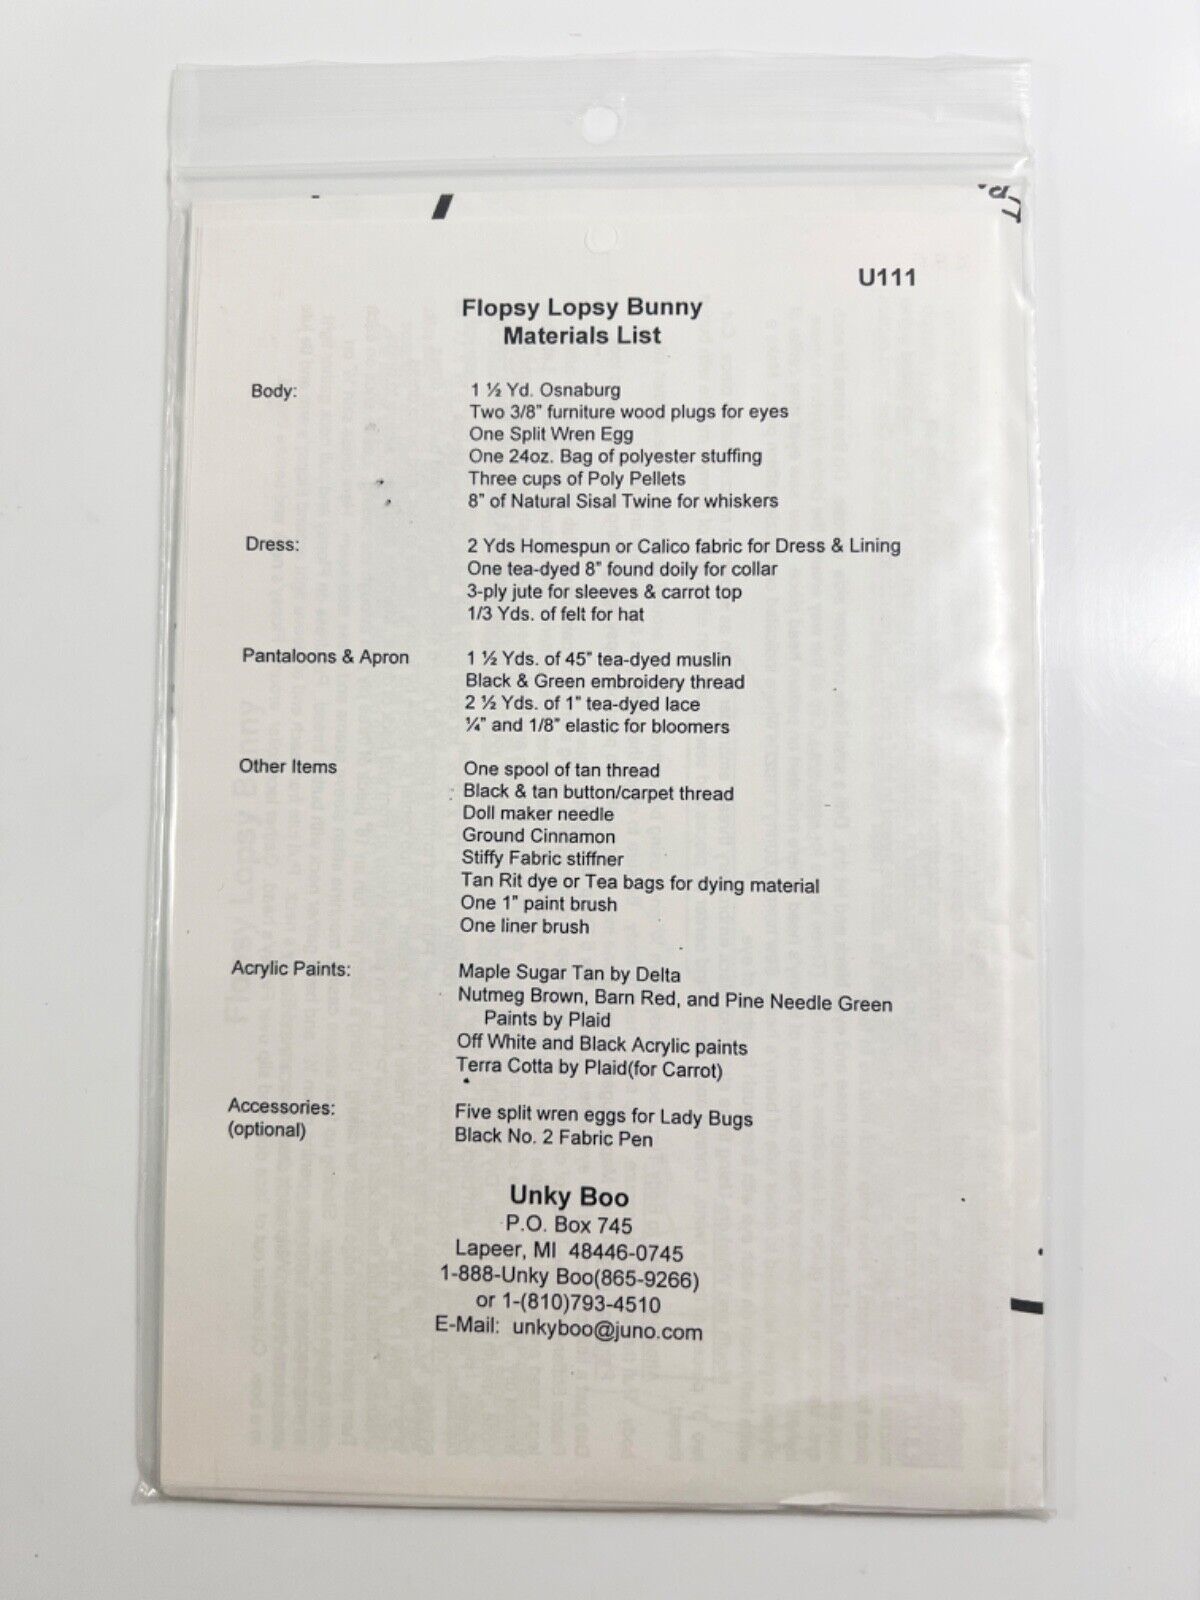 U111
Flopsy Lopsy Bunny
Materials List
Body: 1 ½ Yd. Osnaburg
Two 3/8" furniture wood plugs for eyes
One Split Wren Egg
One 24oz. Bag of polyester stuffing
Three cups of Poly Pellets
8" of Natural Sisal Twine for whiskers
Dress: 2 Yds Homespun or Calico fabric for Dress & Lining
One tea-dyed 8" found doily for collar
3-ply jute for sleeves & carrot top
1/3 Yds. of felt for hat
Pantaloons & Apron 1 ½ Yds. of 45" tea-dyed muslin
Black & Green embroidery thread
2 ½ Yds. of 1" tea-dyed lace
¼" and 1/8" elastic for bloomers
Other Items One spool of tan thread
Black & tan button/carpet thread
Doll maker needle
Ground Cinnamon
Stiffy Fabric stiffner
Tan Rit dye or Tea bags for dying material
One 1" paint brush
One liner brush
Acrylic Paints: Maple Sugar Tan by Delta
Nutmeg Brown, Barn Red, and Pine Needle Green
Paints by Plaid
Off White and Black Acrylic paints
Terra Cotta by Plaid(for Carrot)
Accessories: Five split wren eggs for Lady Bugs
(optional) Black No. 2 Fabric Pen
Unky Boo
P.O. Box 745
Lapeer, MI 48446-0745
1-888-Unky Boo(865-9266)
or 1-(810)793-4510
E-Mail: unkyboo@juno.com